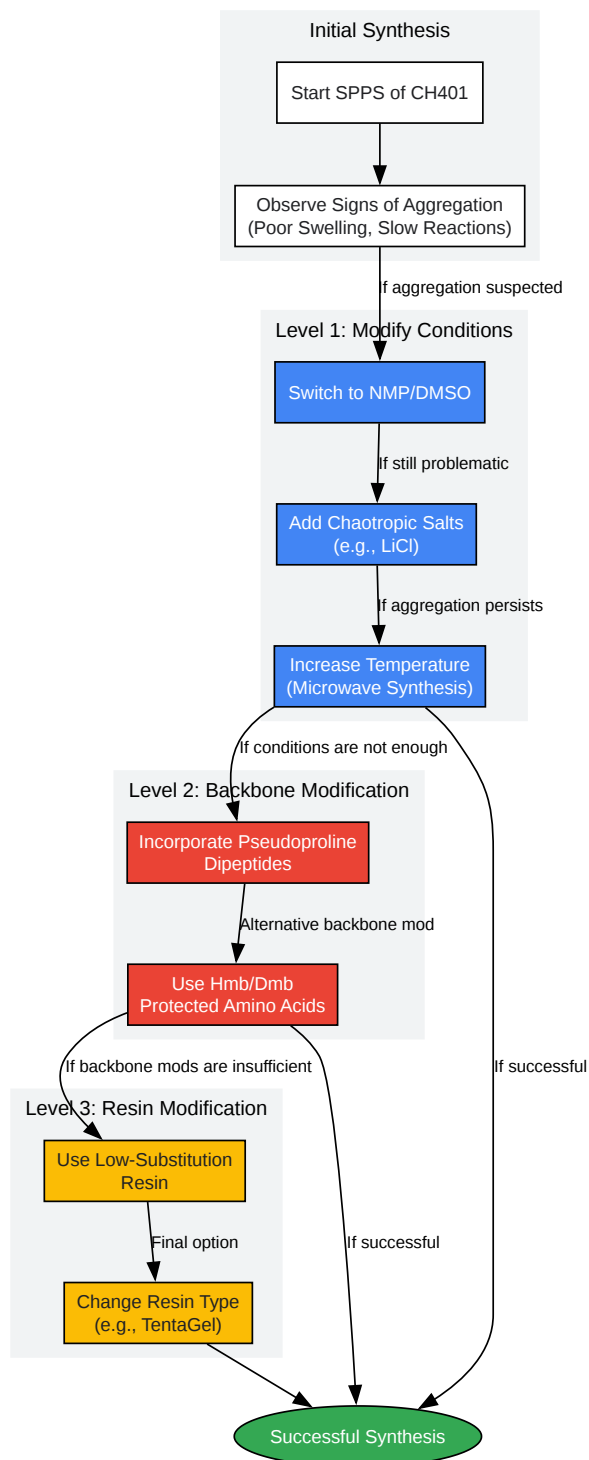 Initial Synthesis
Start SPPS of CH401
Observe Signs of Aggregation
(Poor Swelling, Slow Reactions)
If aggregation suspected
Level 1: Modify Conditions
Switch to NMP/DMSO
If still problematic
Add Chaotropic Salts
(e.g., LiCl)
If aggregation persists
Increase Temperature
(Microwave Synthesis)
If conditions are not enough
Level 2: Backbone Modification
Incorporate Pseudoproline
Dipeptides
Alternative backbone mod
Use Hmb/Dmb
Protected Amino Acids
If backbone mods are insufficient
If successful
Level 3: Resin Modification
Use Low-Substitution
Resin
Final option
If successful
Change Resin Type
(e.g., TentaGel)
Successful Synthesis